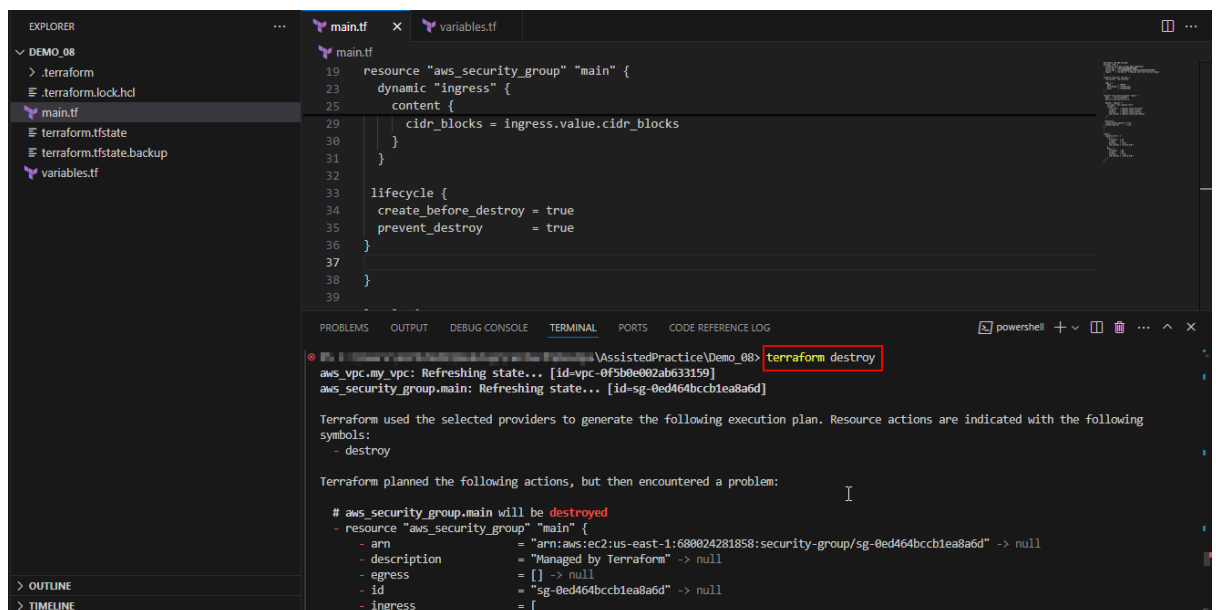 EXPLORER
DEMO_08
.terraform
.terraform.lock.hcl
main.tf
terraform.tfstate
terraform.tfstate.backup
variables.tf
OUTLINE
TIMELINE
main.tf
variables.tf
main.tf
19 resource "aws_security_group" "main" {
23 dynamic "ingress" {
25 content {
29 cidr_blocks = ingress.value.cidr_blocks
30 }
31 }
32
33 lifecycle {
34 create_before_destroy = true
35 prevent_destroy = true
36 }
37
38 }
39
PROBLEMS OUTPUT DEBUG CONSOLE TERMINAL PORTS CODE REFERENCE LOG powershell
\AssistedPractice\Demo_08> terraform destroy
aws_vpc.my_vpc: Refreshing state... [id=vpc-0f5b0e002ab633159]
aws_security_group.main: Refreshing state... [id=sg-0ed464bccb1ea8a6d]
Terraform used the selected providers to generate the following execution plan. Resource actions are indicated with the following
symbols:
- destroy
Terraform planned the following actions, but then encountered a problem:
# aws_security_group.main will be destroyed
- resource "aws_security_group" "main" {
- arn = "arn:aws:ec2:us-east-1:680024281858:security-group/sg-0ed464bccb1ea8a6d" -> null
- description = "Managed by Terraform" -> null
- egress = [] -> null
- id = "sg-0ed464bccb1ea8a6d" -> null
- ingress = [